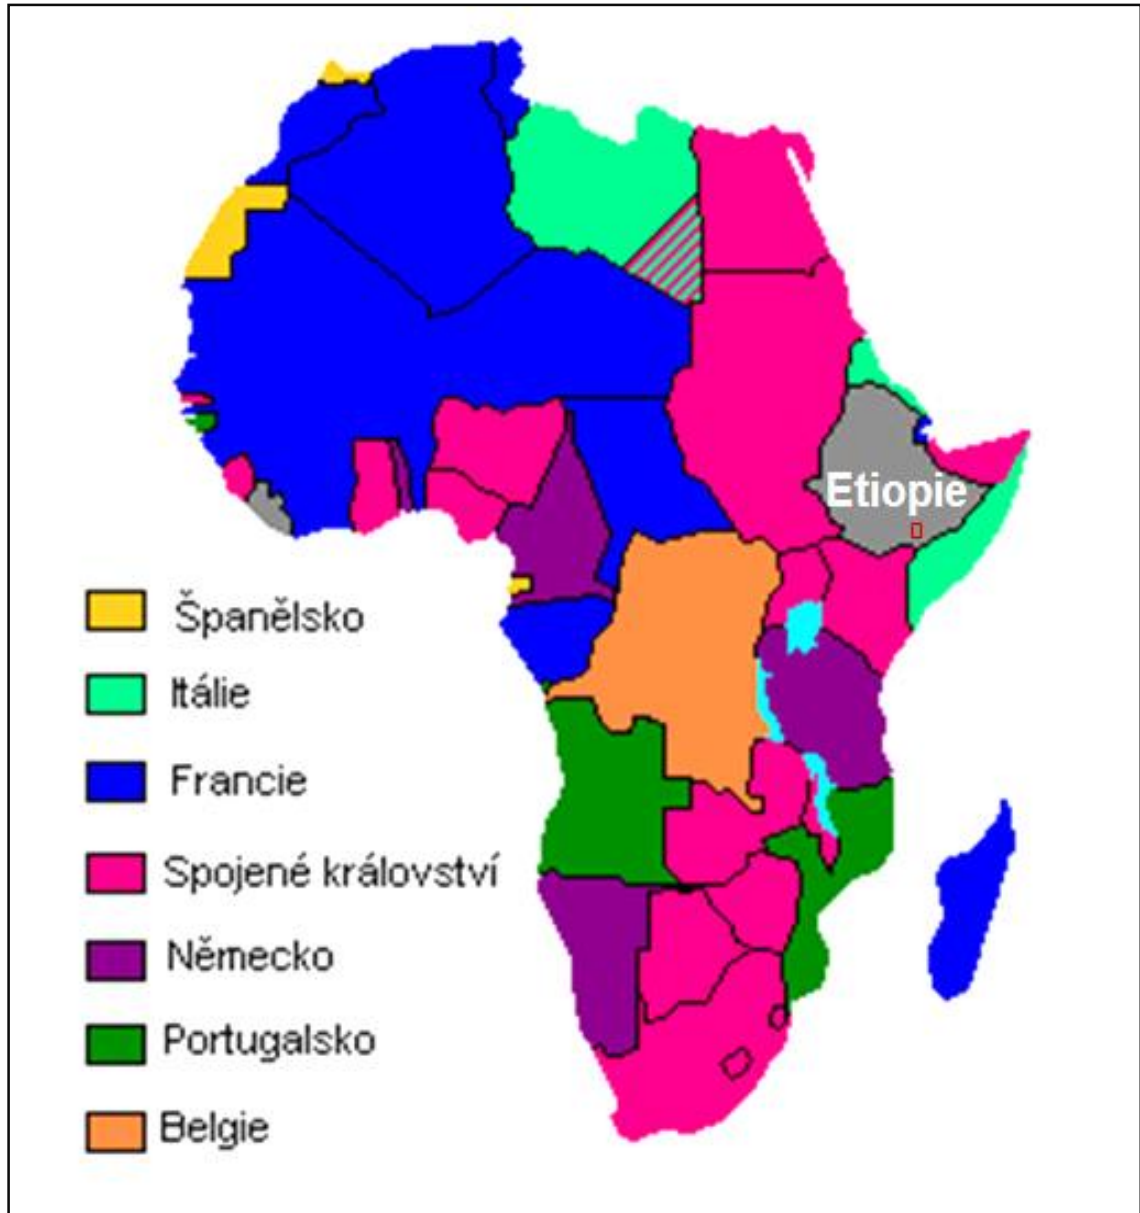 Etiopie
Španělsko
Itálie
Francie
Spojené království
Německo
Portugalsko
Belgie